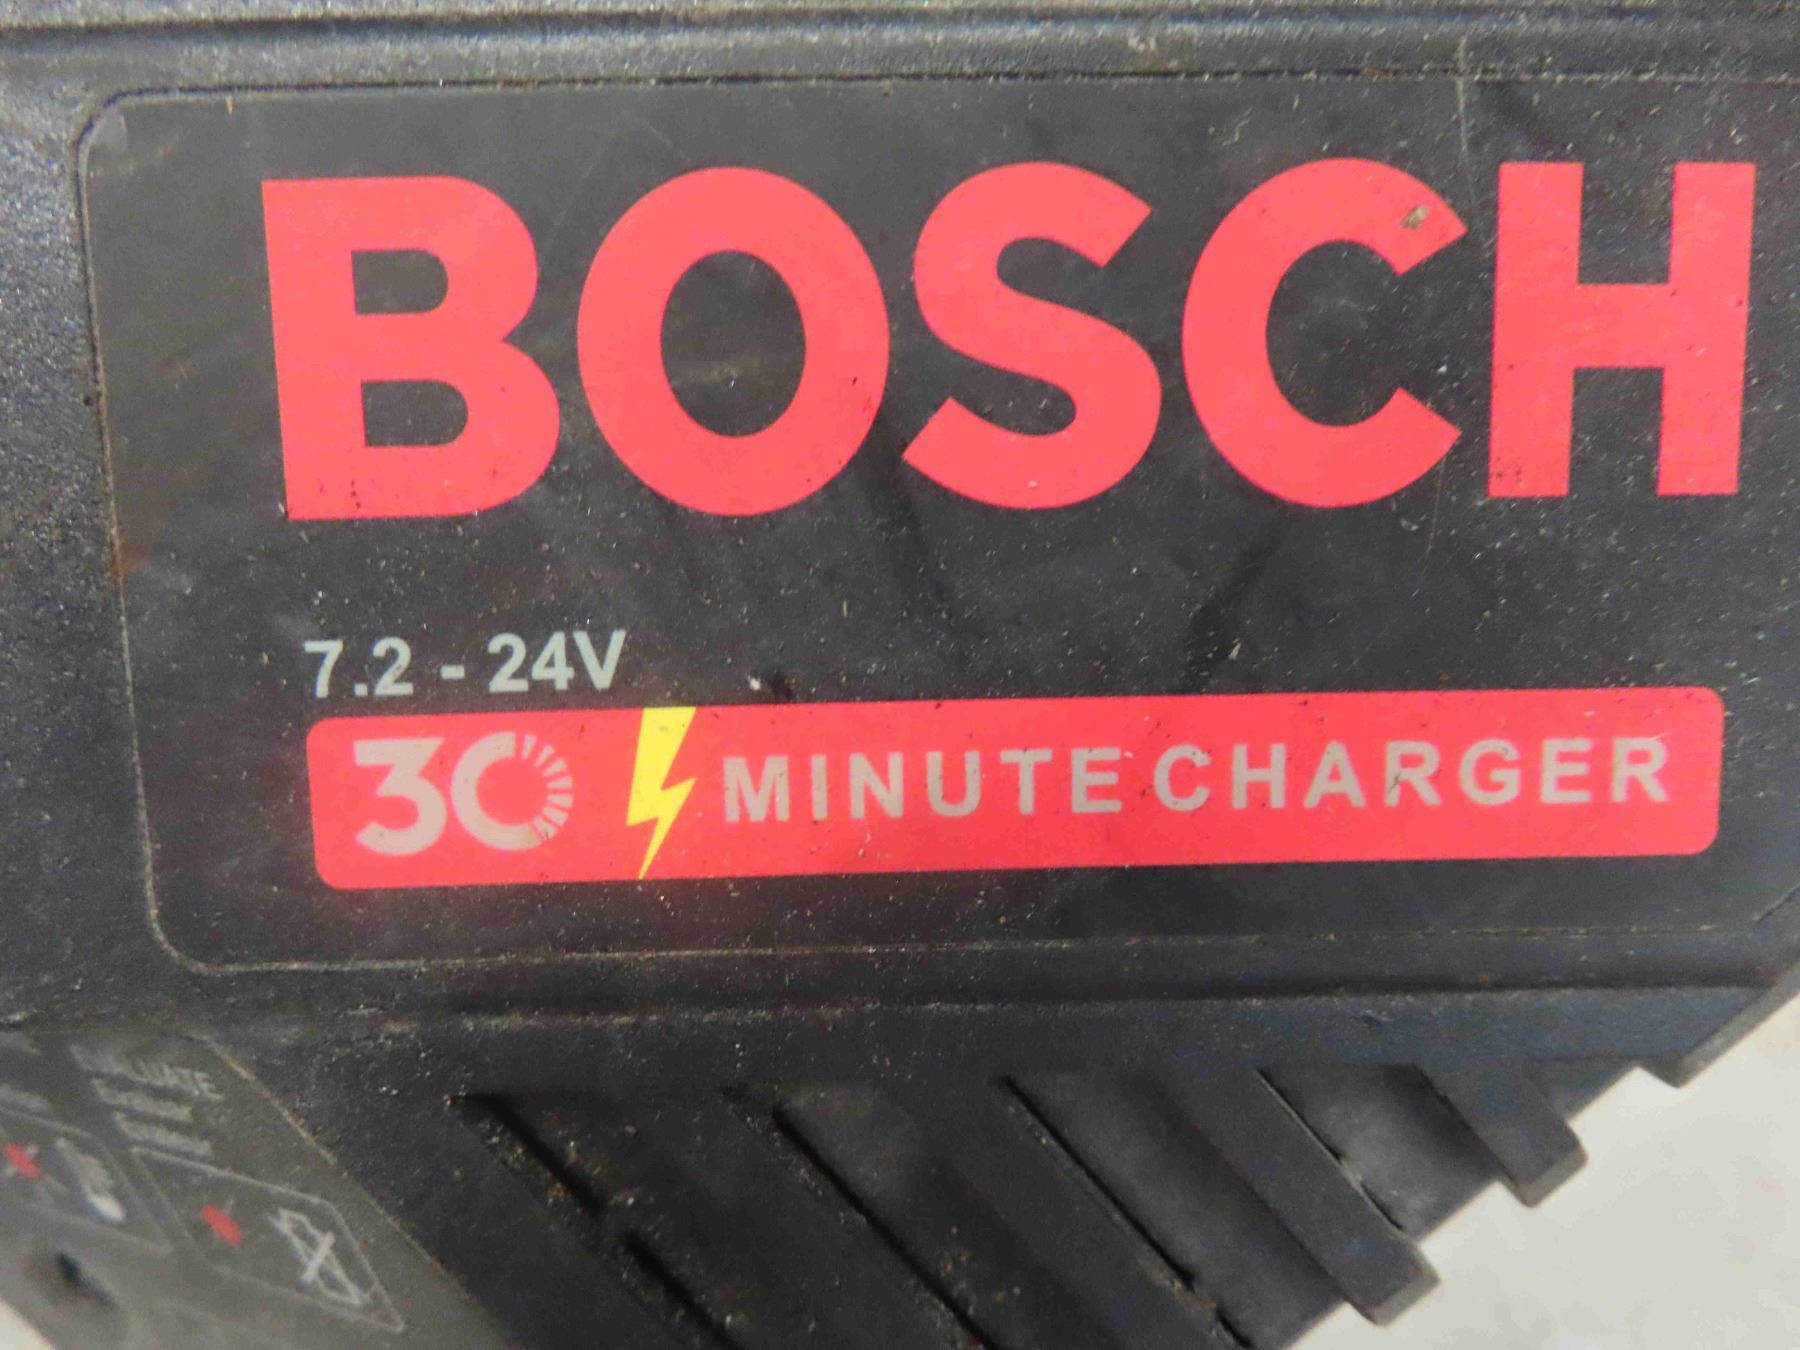 BOSCH
7.2 - 24V
30 MINUTE CHARGER